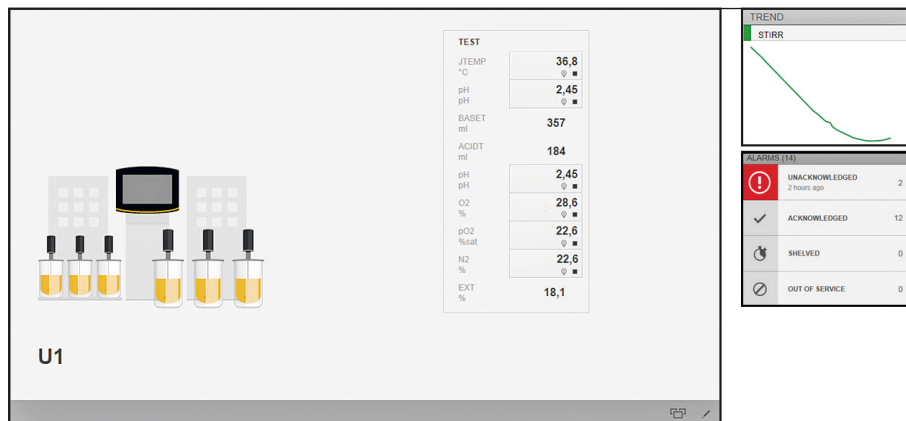 TEST
JTEMP 36,8
°C
pH 2,45
pH
BASET 357
ml
ACIDT 184
ml
pH 2,45
pH
O2 28,6
%
pO2 22,6
%sat
N2 22,6
%
EXT 18,1
%
U1
TREND
STIRR
ALARMS (14)
UNACKNOWLEDGED 2
2 hours ago
ACKNOWLEDGED 12
SHELVED 0
OUT OF SERVICE 0